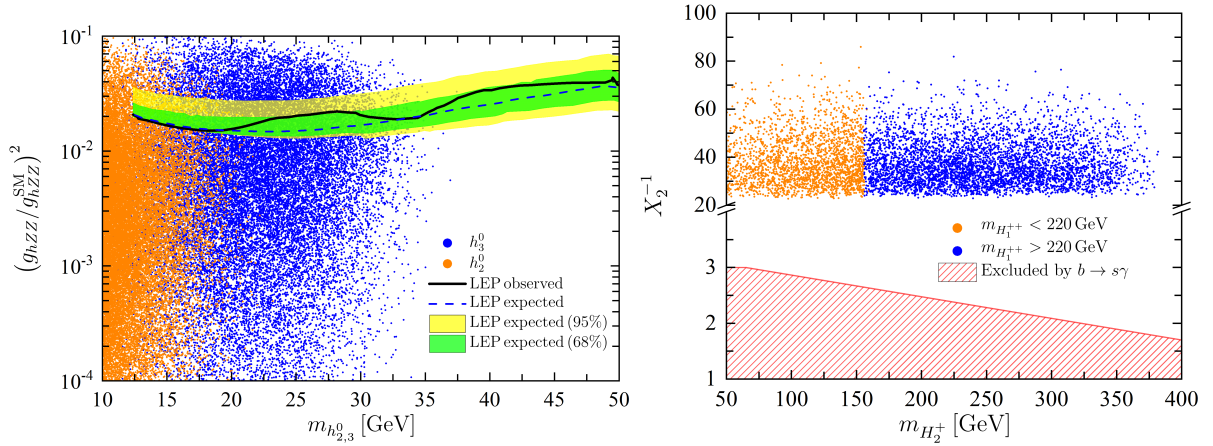 10⁻¹
10⁻²
10⁻³
10⁻⁴
(g_{hZZ}/g_{hZZ}^{SM})²
h₃⁰
h₂⁰
LEP observed
LEP expected
LEP expected (95%)
LEP expected (68%)
10 15 20 25 30 35 40 45 50
m_{h⁰_{2,3}} [GeV]
100
80
60
40
20
3
2
1
X₂⁻¹
m_{H₁⁺⁺} < 220 GeV
m_{H₁⁺⁺} > 220 GeV
Excluded by b → sγ
50 100 150 200 250 300 350 400
m_{H₂⁺} [GeV]